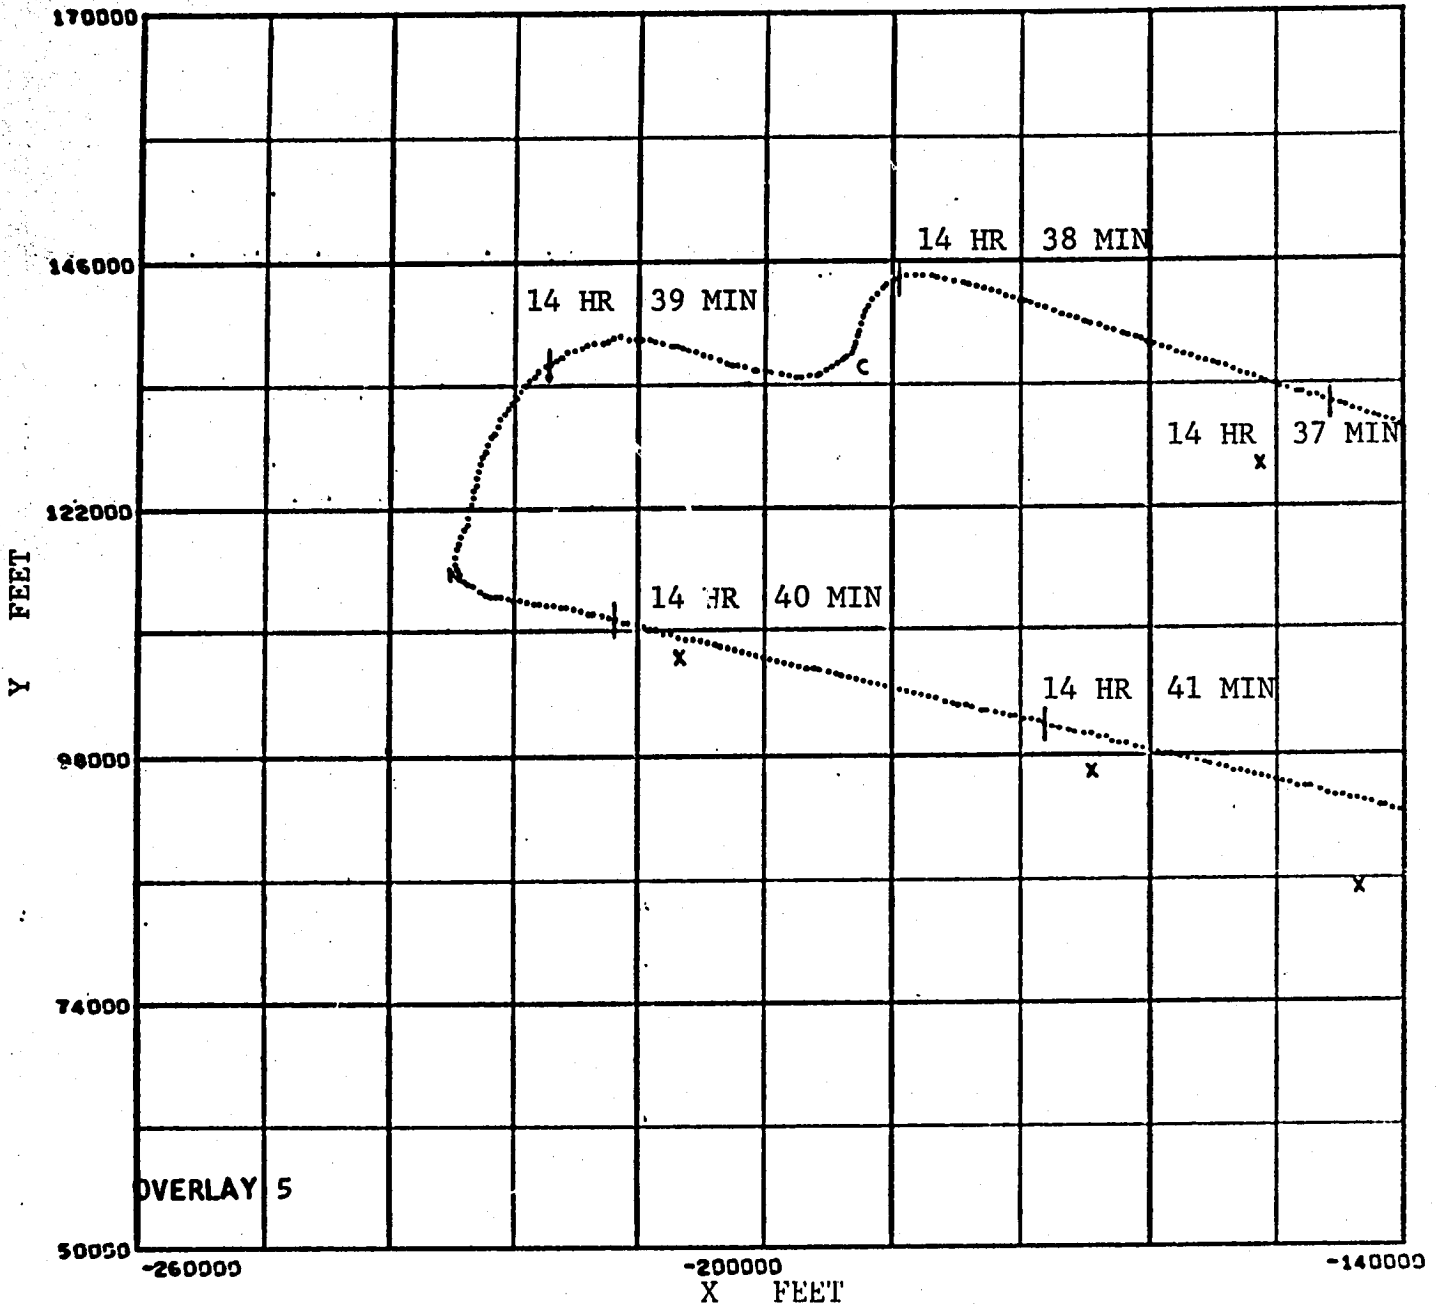 170000
146000
14 HR 38 MIN
14 HR 39 MIN
C
14 HR 37 MIN
X
122000
Y FEET
14 HR 40 MIN
X
14 HR 41 MIN
98000
X
X
74000
OVERLAY 5
50000
-260000 -200000 -140000
X FEET